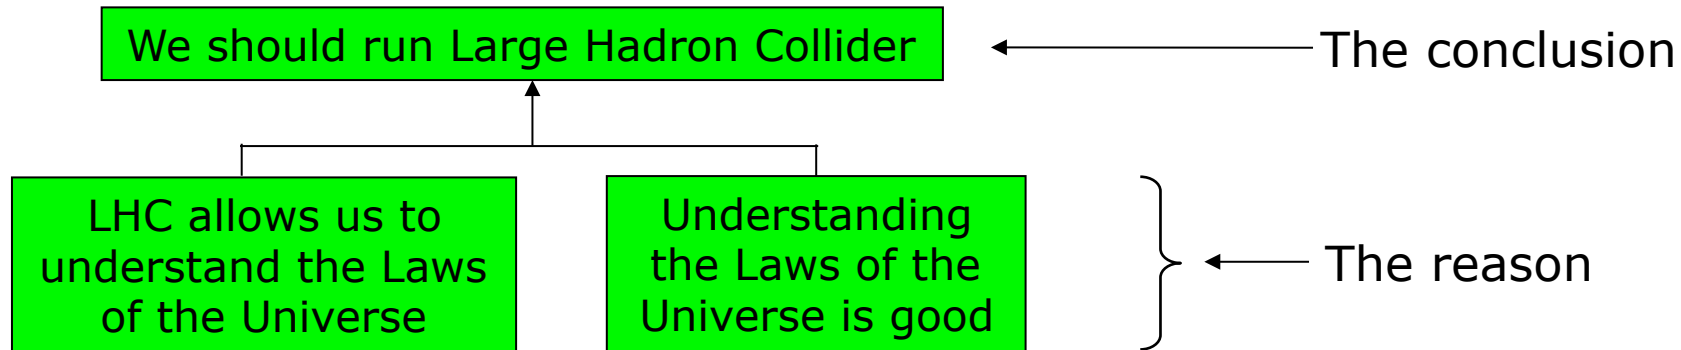 We should run Large Hadron Collider
The conclusion
LHC allows us to
understand the Laws
of the Universe
Understanding
the Laws of the
Universe is good
The reason